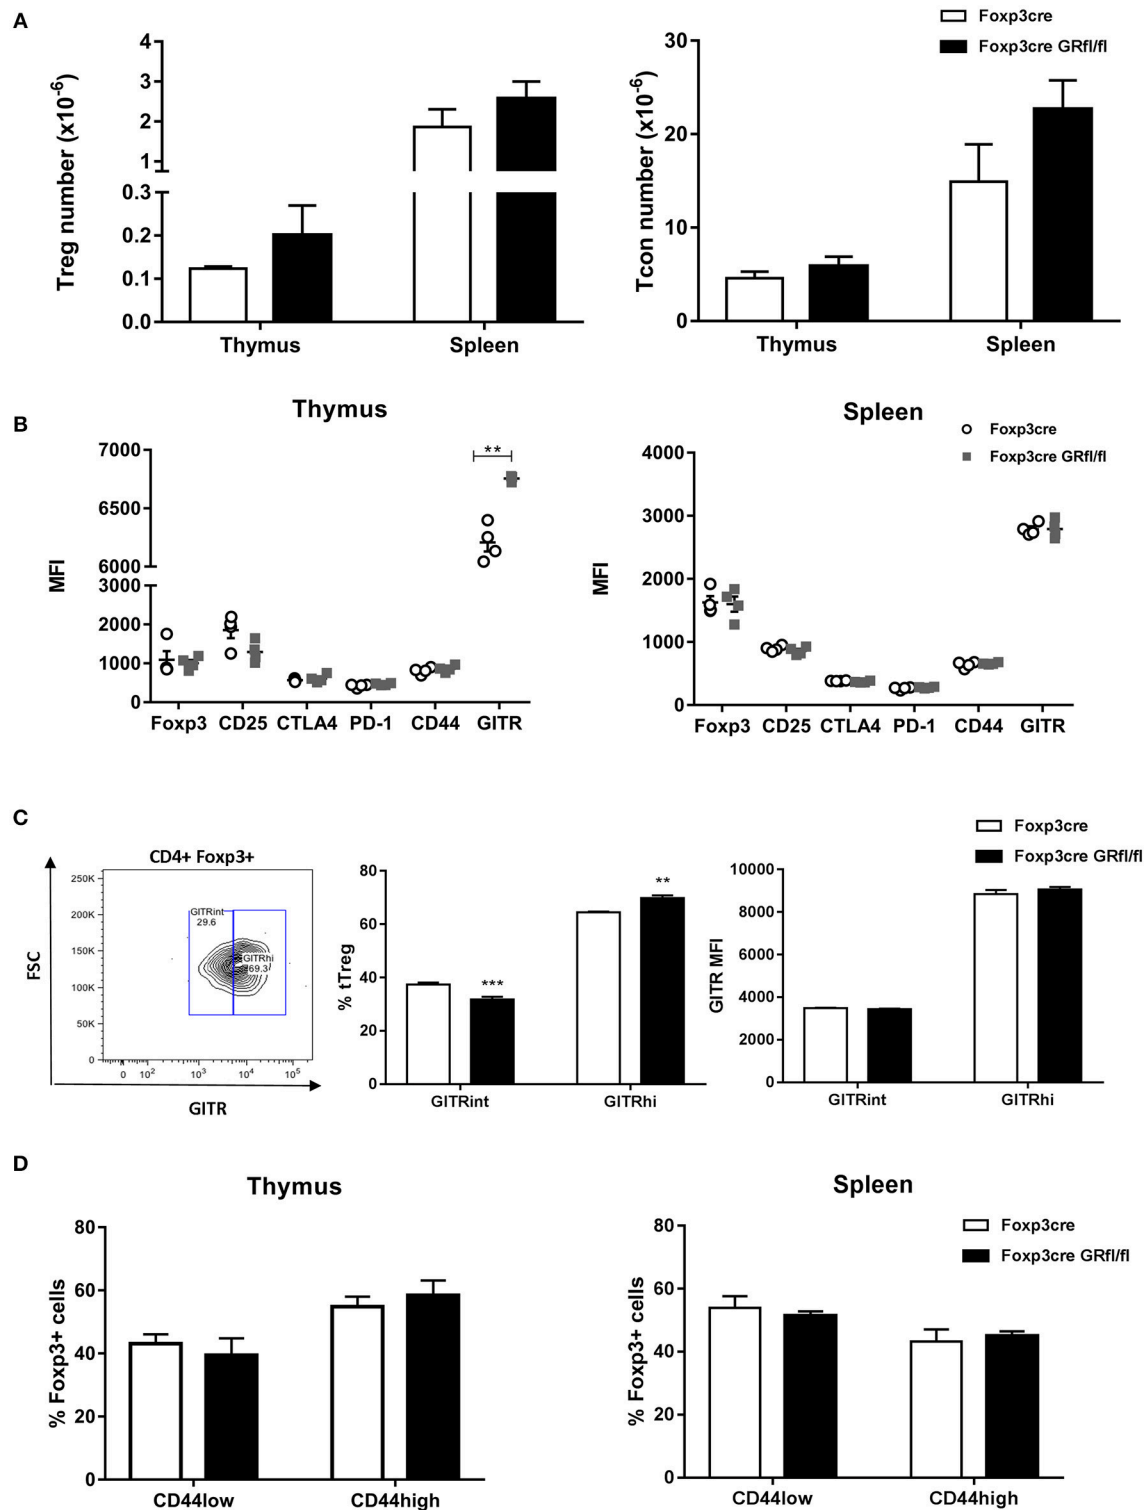 A
Foxp3cre
Foxp3cre GRfl/fl
Treg number (x10-6)
4
3
2
1
0.3
0.2
0.1
0.0
Thymus
Spleen
Tcon number (x10-6)
30
20
10
0
Thymus
Spleen
B
Thymus
MFI
7000
6500
6000
3000
2000
1000
0
**
Foxp3
CD25
CTLA4
PD-1
CD44
GITR
Spleen
Foxp3cre
Foxp3cre GRfl/fl
MFI
4000
3000
2000
1000
0
Foxp3
CD25
CTLA4
PD-1
CD44
GITR
C
Foxp3cre
Foxp3cre GRfl/fl
CD4+ Foxp3+
FSC
250K
200K
150K
100K
50K
0
GITRint
29.6
GITRhi
69.3
0
102
103
104
105
GITR
% tTreg
80
60
40
20
0
***
**
GITRint
GITRhi
GITR MFI
10000
8000
6000
4000
2000
0
GITRint
GITRhi
D
Thymus
% Foxp3+ cells
80
60
40
20
0
CD44low
CD44high
Spleen
Foxp3cre
Foxp3cre GRfl/fl
% Foxp3+ cells
80
60
40
20
0
CD44low
CD44high